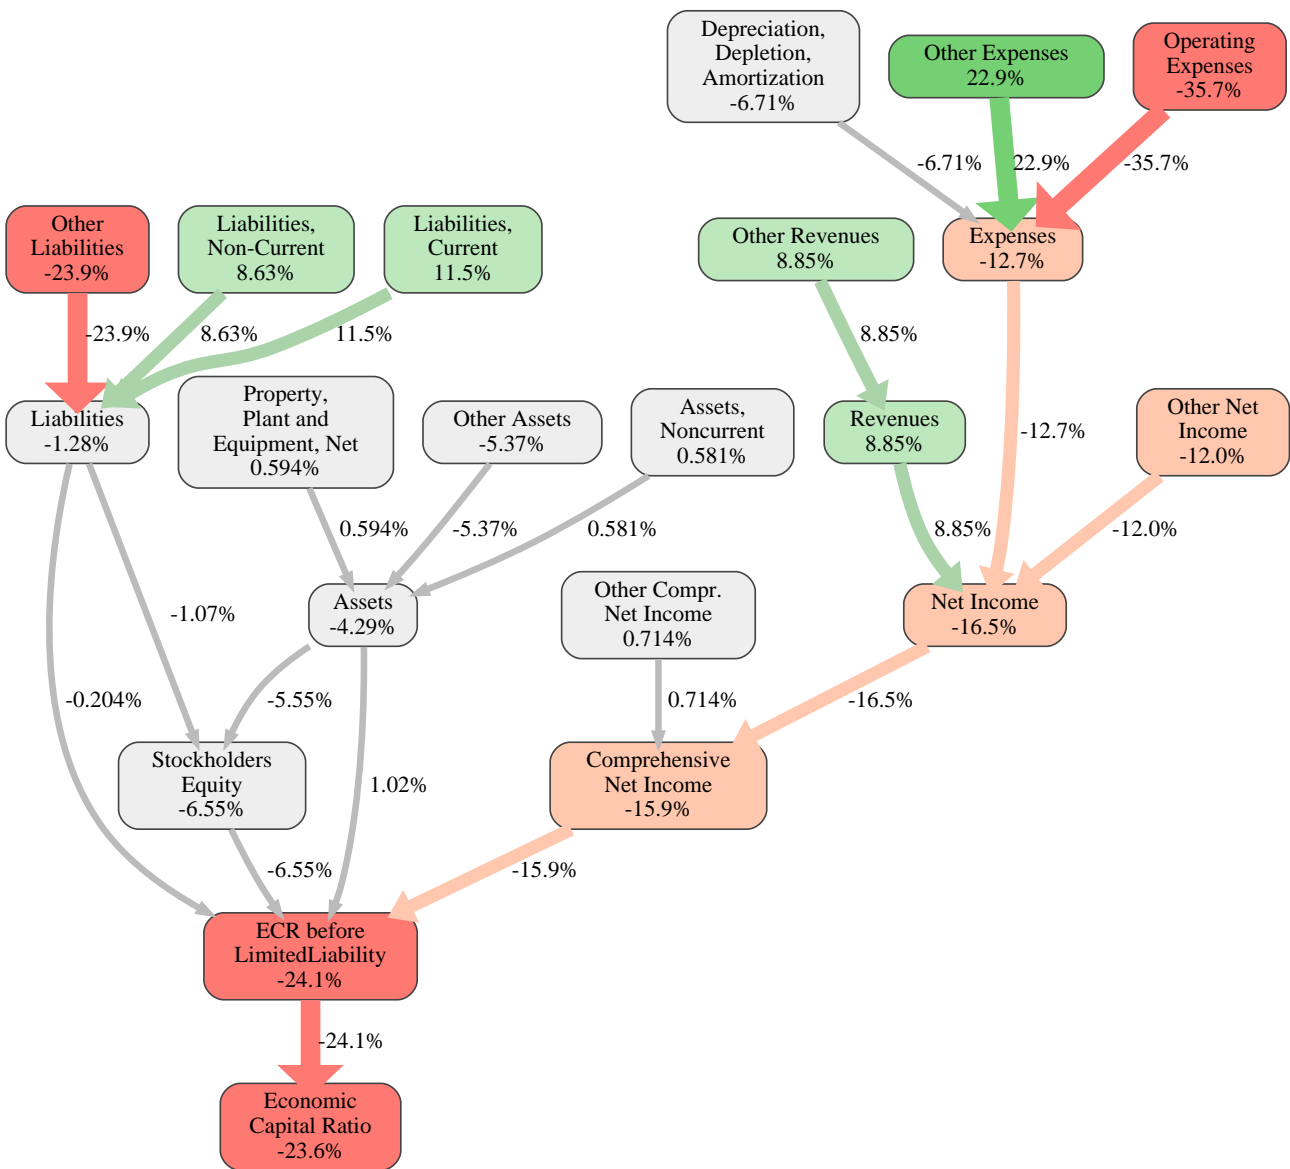 Depreciation,
Depletion,
Amortization
-6.71%
Other Expenses
22.9%
Operating
Expenses
-35.7%
-6.71%
22.9%
-35.7%
Other
Liabilities
-23.9%
Liabilities,
Non-Current
8.63%
Liabilities,
Current
11.5%
Other Revenues
8.85%
Expenses
-12.7%
-23.9%
8.63%
11.5%
8.85%
Liabilities
-1.28%
Property,
Plant and
Equipment, Net
0.594%
Other Assets
-5.37%
Assets,
Noncurrent
0.581%
Revenues
8.85%
-12.7%
Other Net
Income
-12.0%
0.594%
-5.37%
0.581%
8.85%
-12.0%
-1.07%
Assets
-4.29%
Other Compr.
Net Income
0.714%
Net Income
-16.5%
-0.204%
-5.55%
0.714%
-16.5%
Stockholders
Equity
-6.55%
1.02%
Comprehensive
Net Income
-15.9%
-6.55%
-15.9%
ECR before
LimitedLiability
-24.1%
-24.1%
Economic
Capital Ratio
-23.6%